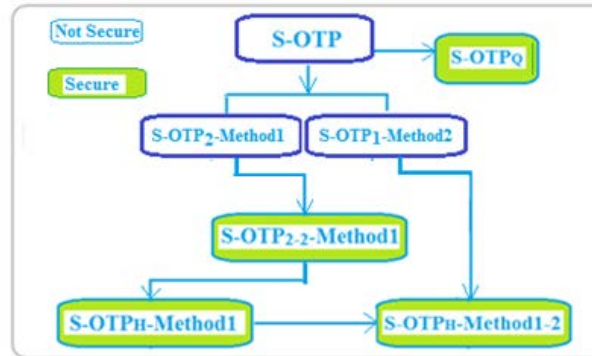 Not Secure
S-OTP
S-OTPQ
Secure
S-OTP2-Method1
S-OTP1-Method2
S-OTP2-2-Method1
S-OTPH-Method1
S-OTPH-Method1-2